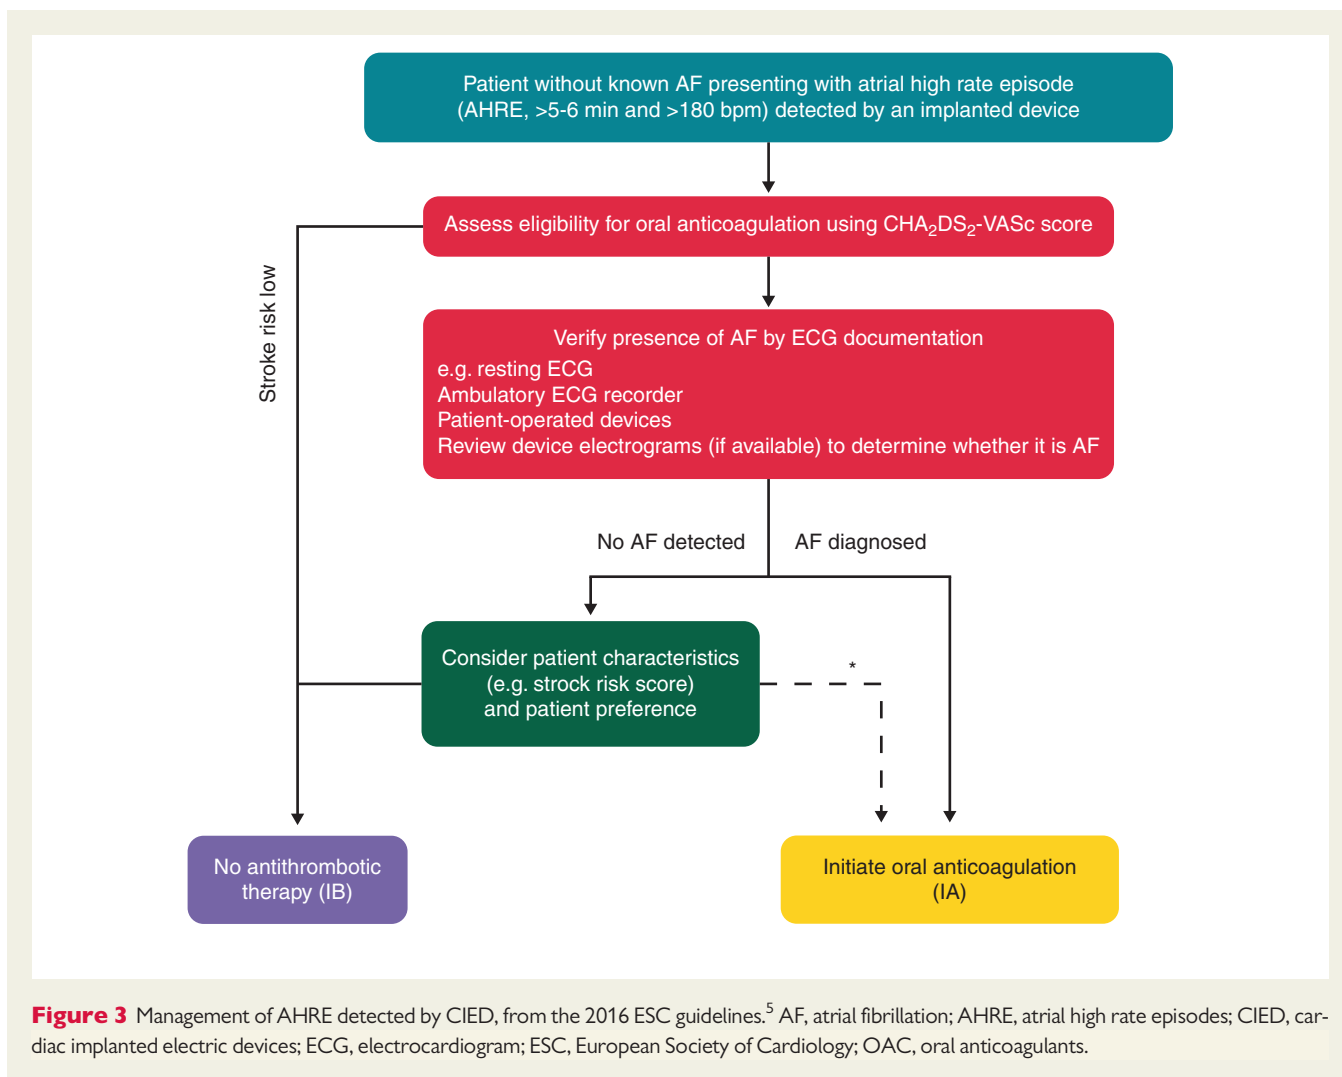 Patient without known AF presenting with atrial high rate episode
(AHRE, >5-6 min and >180 bpm) detected by an implanted device
Assess eligibility for oral anticoagulation using CHA₂DS₂-VASc score
Stroke risk low
Verify presence of AF by ECG documentation
e.g. resting ECG
Ambulatory ECG recorder
Patient-operated devices
Review device electrograms (if available) to determine whether it is AF
No AF detected
AF diagnosed
Consider patient characteristics
(e.g. strock risk score)
and patient preference
*
No antithrombotic
therapy (IB)
Initiate oral anticoagulation
(IA)
Figure 3 Management of AHRE detected by CIED, from the 2016 ESC guidelines.⁵ AF, atrial fibrillation; AHRE, atrial high rate episodes; CIED, car-
diac implanted electric devices; ECG, electrocardiogram; ESC, European Society of Cardiology; OAC, oral anticoagulants.